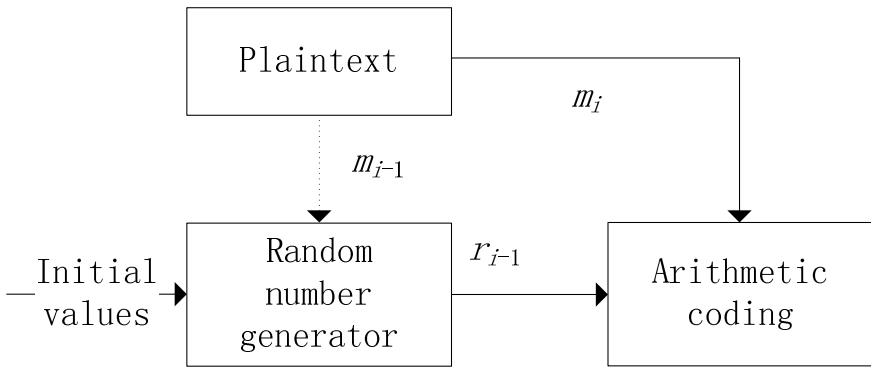 Plaintext
m_i
m_{i-1}
Initial
values
Random
number
generator
r_{i-1}
Arithmetic
coding